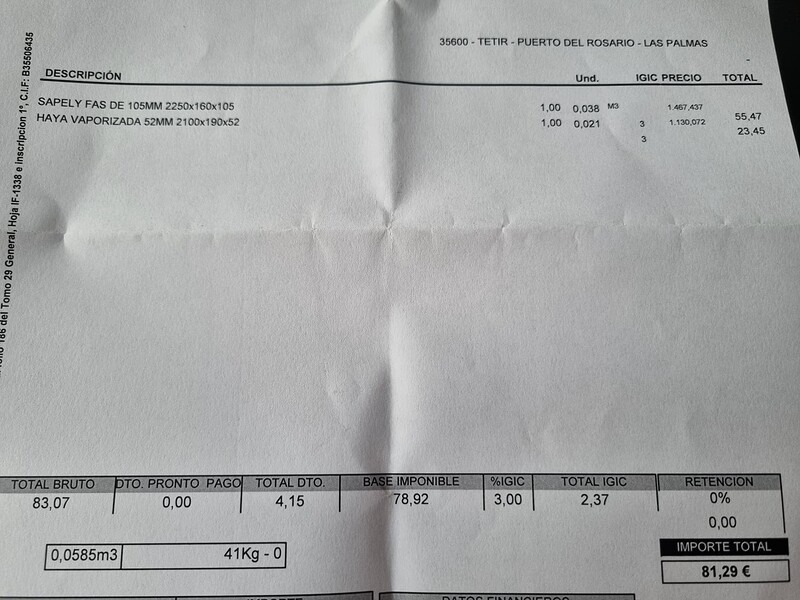 35600 - TETIR - PUERTO DEL ROSARIO - LAS PALMAS
DESCRIPCIÓN Und. IGIC PRECIO TOTAL
SAPELY FAS DE 105MM 2250x160x105 1,00 0,038 M3 1.467,437 55,47
HAYA VAPORIZADA 52MM 2100x190x52 1,00 0,021 3 1.130,072 23,45
3
del Tomo 29 General, Hoja IF-1338 e inscripcion 1ª, C.I.F: B35506435
TOTAL BRUTO DTO. PRONTO PAGO TOTAL DTO. BASE IMPONIBLE %IGIC TOTAL IGIC RETENCION
83,07 0,00 4,15 78,92 3,00 2,37 0%
0,00
0,0585m3 41Kg - 0
IMPORTE TOTAL
81,29 €